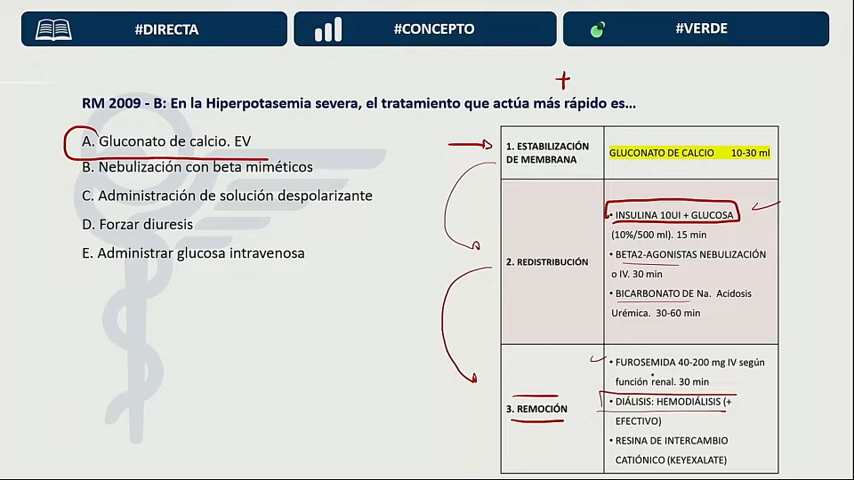 #DIRECTA
#CONCEPTO
#VERDE
RM 2009 - B: En la Hiperpotasemia severa, el tratamiento que actúa más rápido es...
A. Gluconato de calcio. EV
B. Nebulización con beta miméticos
C. Administración de solución despolarizante
D. Forzar diuresis
E. Administrar glucosa intravenosa
1. ESTABILIZACIÓN
DE MEMBRANA
GLUCONATO DE CALCIO 10-30 ml
2. REDISTRIBUCIÓN
• INSULINA 10UI + GLUCOSA
(10%/500 ml). 15 min
• BETA2-AGONISTAS NEBULIZACIÓN
o IV. 30 min
• BICARBONATO DE Na. Acidosis
Urémica. 30-60 min
3. REMOCIÓN
• FUROSEMIDA 40-200 mg IV según
función renal. 30 min
• DIÁLISIS: HEMODIÁLISIS (+
EFECTIVO)
• RESINA DE INTERCAMBIO
CATIÓNICO (KEYEXALATE)